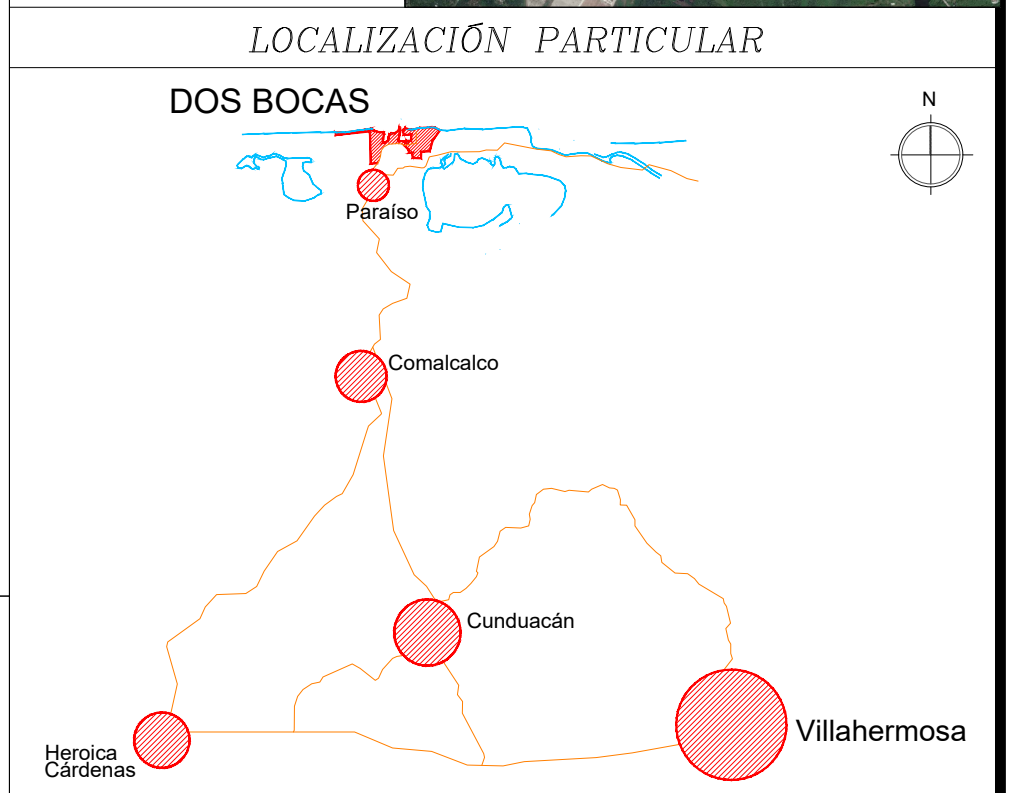 LOCALIZACIÓN PARTICULAR
DOS BOCAS
N
Paraíso
Comalcalco
Cunduacán
Villahermosa
Heroica
Cárdenas